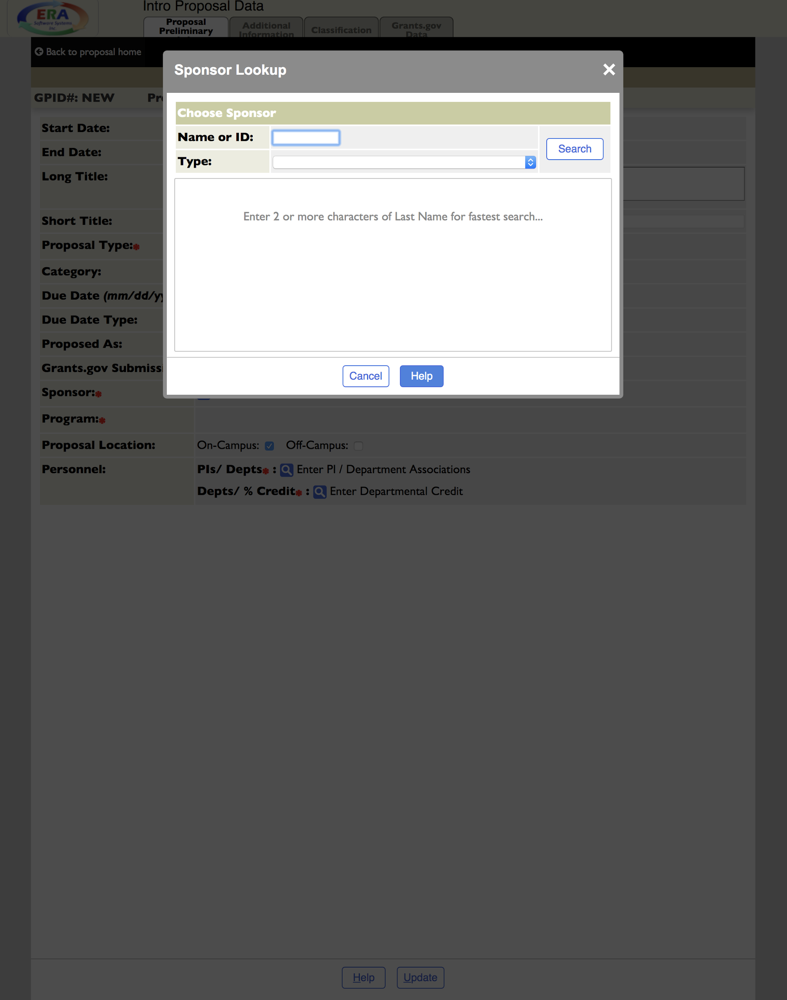 ERA
Software Systems
Inc.
Intro Proposal Data
Proposal
Preliminary
Additional
Information
Classification
Grants.gov
Data
Back to proposal home
Sponsor Lookup
GPID#: NEW
Choose Sponsor
Name or ID:
Search
Type:
Enter 2 or more characters of Last Name for fastest search...
Cancel Help
Start Date:
End Date:
Long Title:
Short Title:
Proposal Type:*
Category:
Due Date (mm/dd/yy
Due Date Type:
Proposed As:
Grants.gov Submiss
Sponsor:*
Program:*
Proposal Location: On-Campus: Off-Campus:
Personnel: PIs/ Depts* : Enter PI / Department Associations
Depts/ % Credit* : Enter Departmental Credit
Help Update